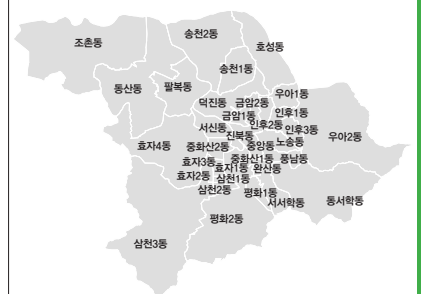 송천2동
조촌동
호성동
송천1동
동산동
팔복동
우아1동
덕진동 금암2동
인후1동
금암1동
인후2동
서신동
인후3동
진북동
우아2동
노송동
효자4동
중화산2동
중앙동
중화산1동 풍남동
효자3동
효자1동 완산동
효자2동
삼천1동
삼천2동
평화1동
동서학동
서서학동
평화2동
삼천3동